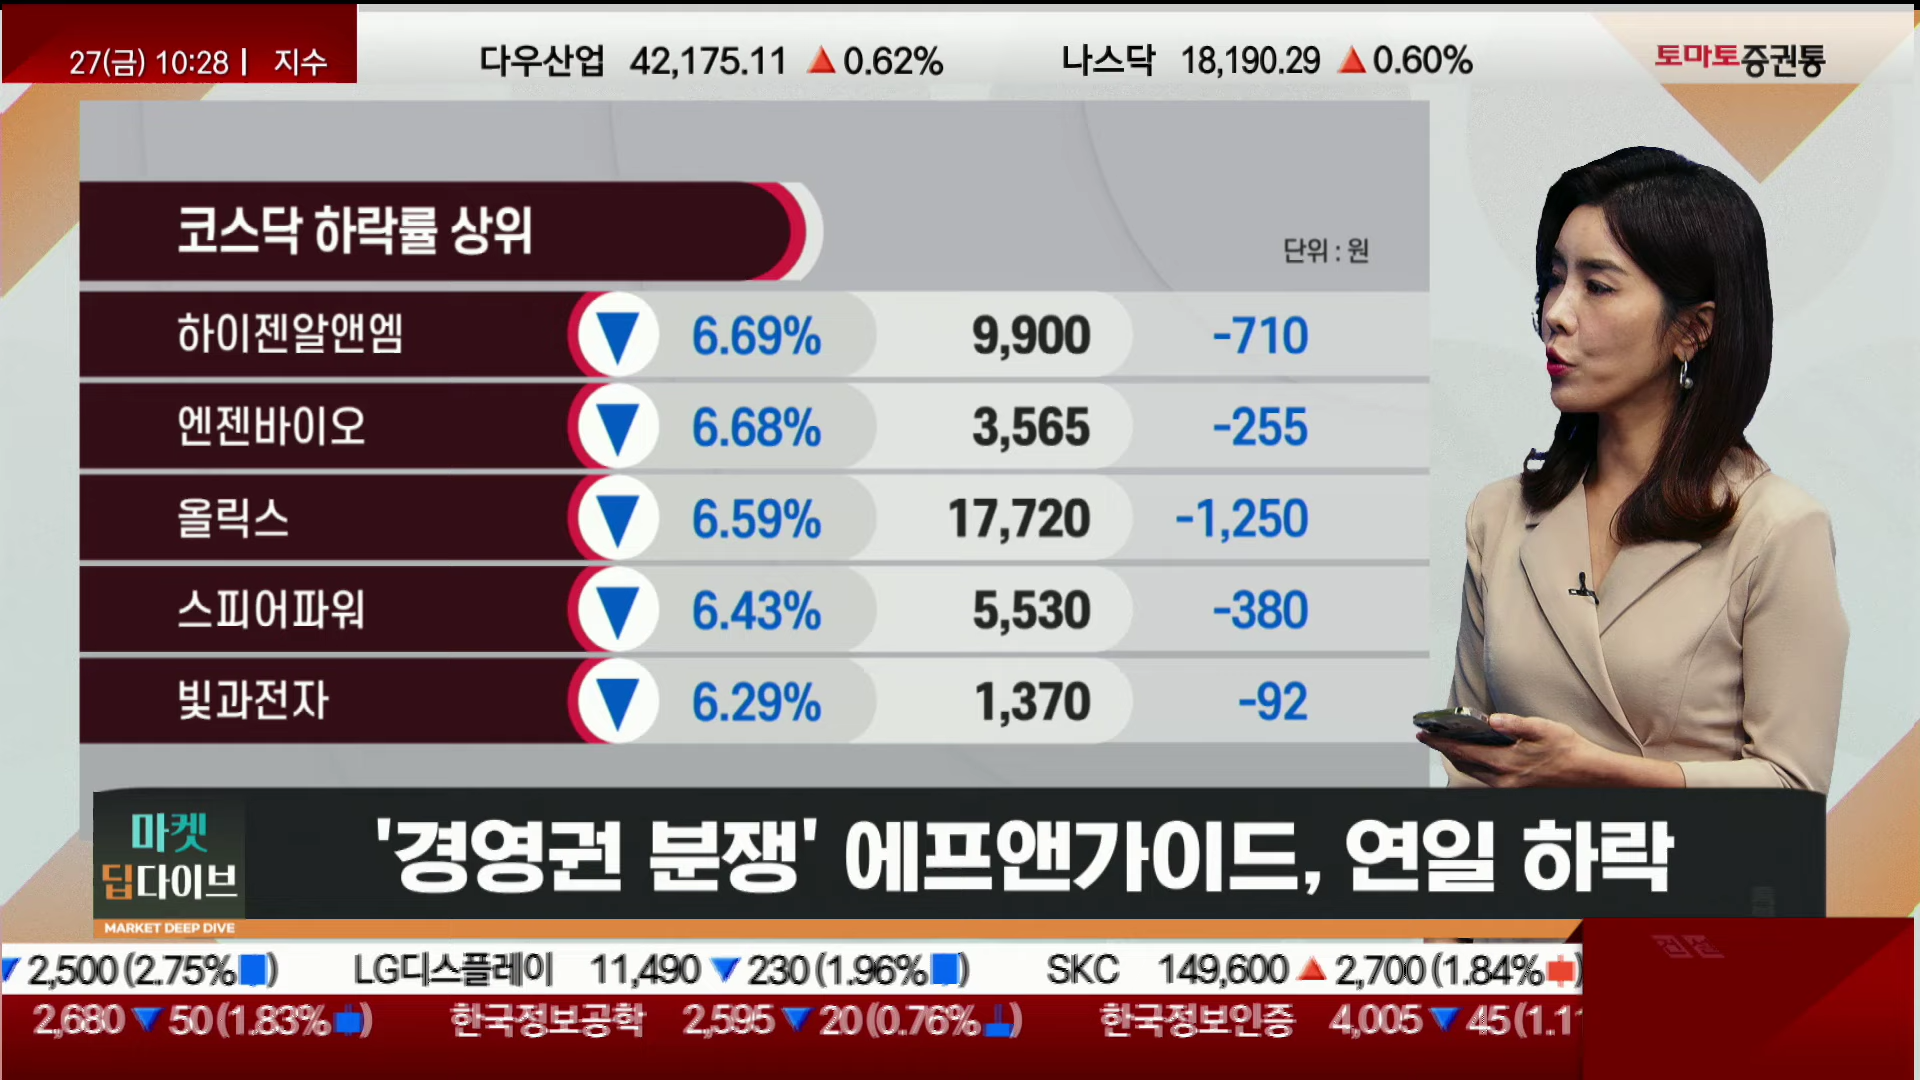 27(금) 10:28 | 지수
다우산업 42,175.11 ▲ 0.62%
나스닥 18,190.29 ▲ 0.60%
토마토증권통
코스닥 하락률 상위
단위 : 원
하이젠알앤엠 ▼ 6.69% 9,900 -710
엔젠바이오 ▼ 6.68% 3,565 -255
올릭스 ▼ 6.59% 17,720 -1,250
스피어파워 ▼ 6.43% 5,530 -380
빛과전자 ▼ 6.29% 1,370 -92
마켓
딥다이브
MARKET DEEP DIVE
'경영권 분쟁' 에프앤가이드, 연일 하락
▼ 2,500 (2.75%) LG디스플레이 11,490 ▼ 230 (1.96%) SKC 149,600 ▲ 2,700 (1.84%)
2,680 ▼ 50 (1.83%) 한국정보공학 2,595 ▼ 20 (0.76%) 한국정보인증 4,005 ▼ 45 (1.11